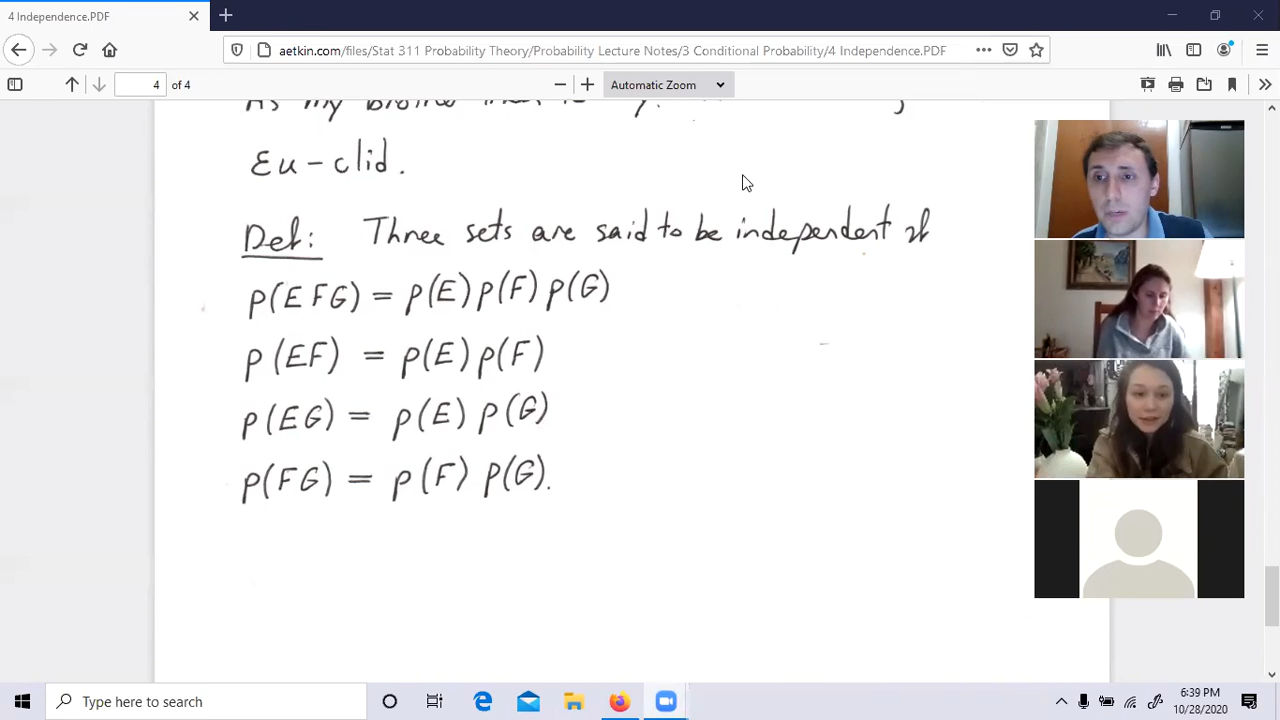 4 Independence.PDF
aetkin.com/files/Stat 311 Probability Theory/Probability Lecture Notes/3 Conditional Probability/4 Independence.PDF
4 of 4
Automatic Zoom
As my
Eu-clid.
Def: Three sets are said to be independent if
p(EFG) = p(E) p(F) p(G)
p(EF) = p(E) p(F)
p(EG) = p(E) p(G)
p(FG) = p(F) p(G).
Type here to search
6:39 PM
10/28/2020